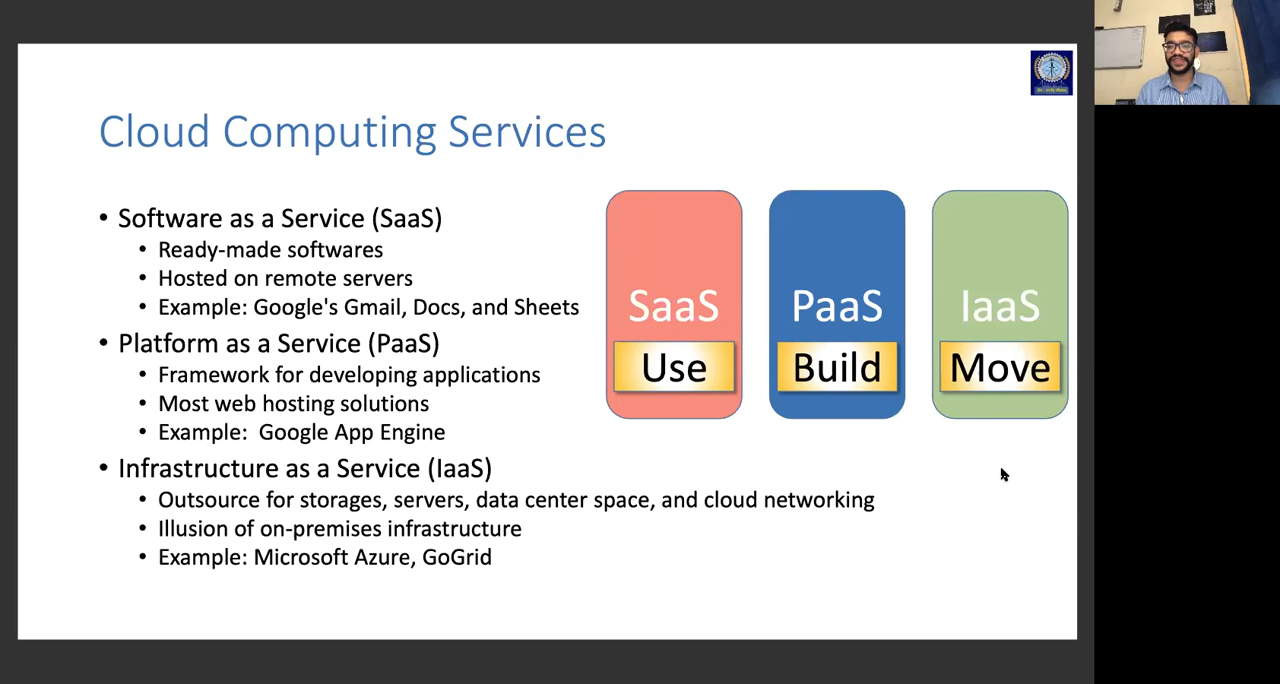 Cloud Computing Services
• Software as a Service (SaaS)
• Ready-made softwares
• Hosted on remote servers
• Example: Google's Gmail, Docs, and Sheets
• Platform as a Service (PaaS)
• Framework for developing applications
• Most web hosting solutions
• Example:  Google App Engine
• Infrastructure as a Service (IaaS)
• Outsource for storages, servers, data center space, and cloud networking
• Illusion of on-premises infrastructure
• Example: Microsoft Azure, GoGrid
SaaS
Use
PaaS
Build
IaaS
Move